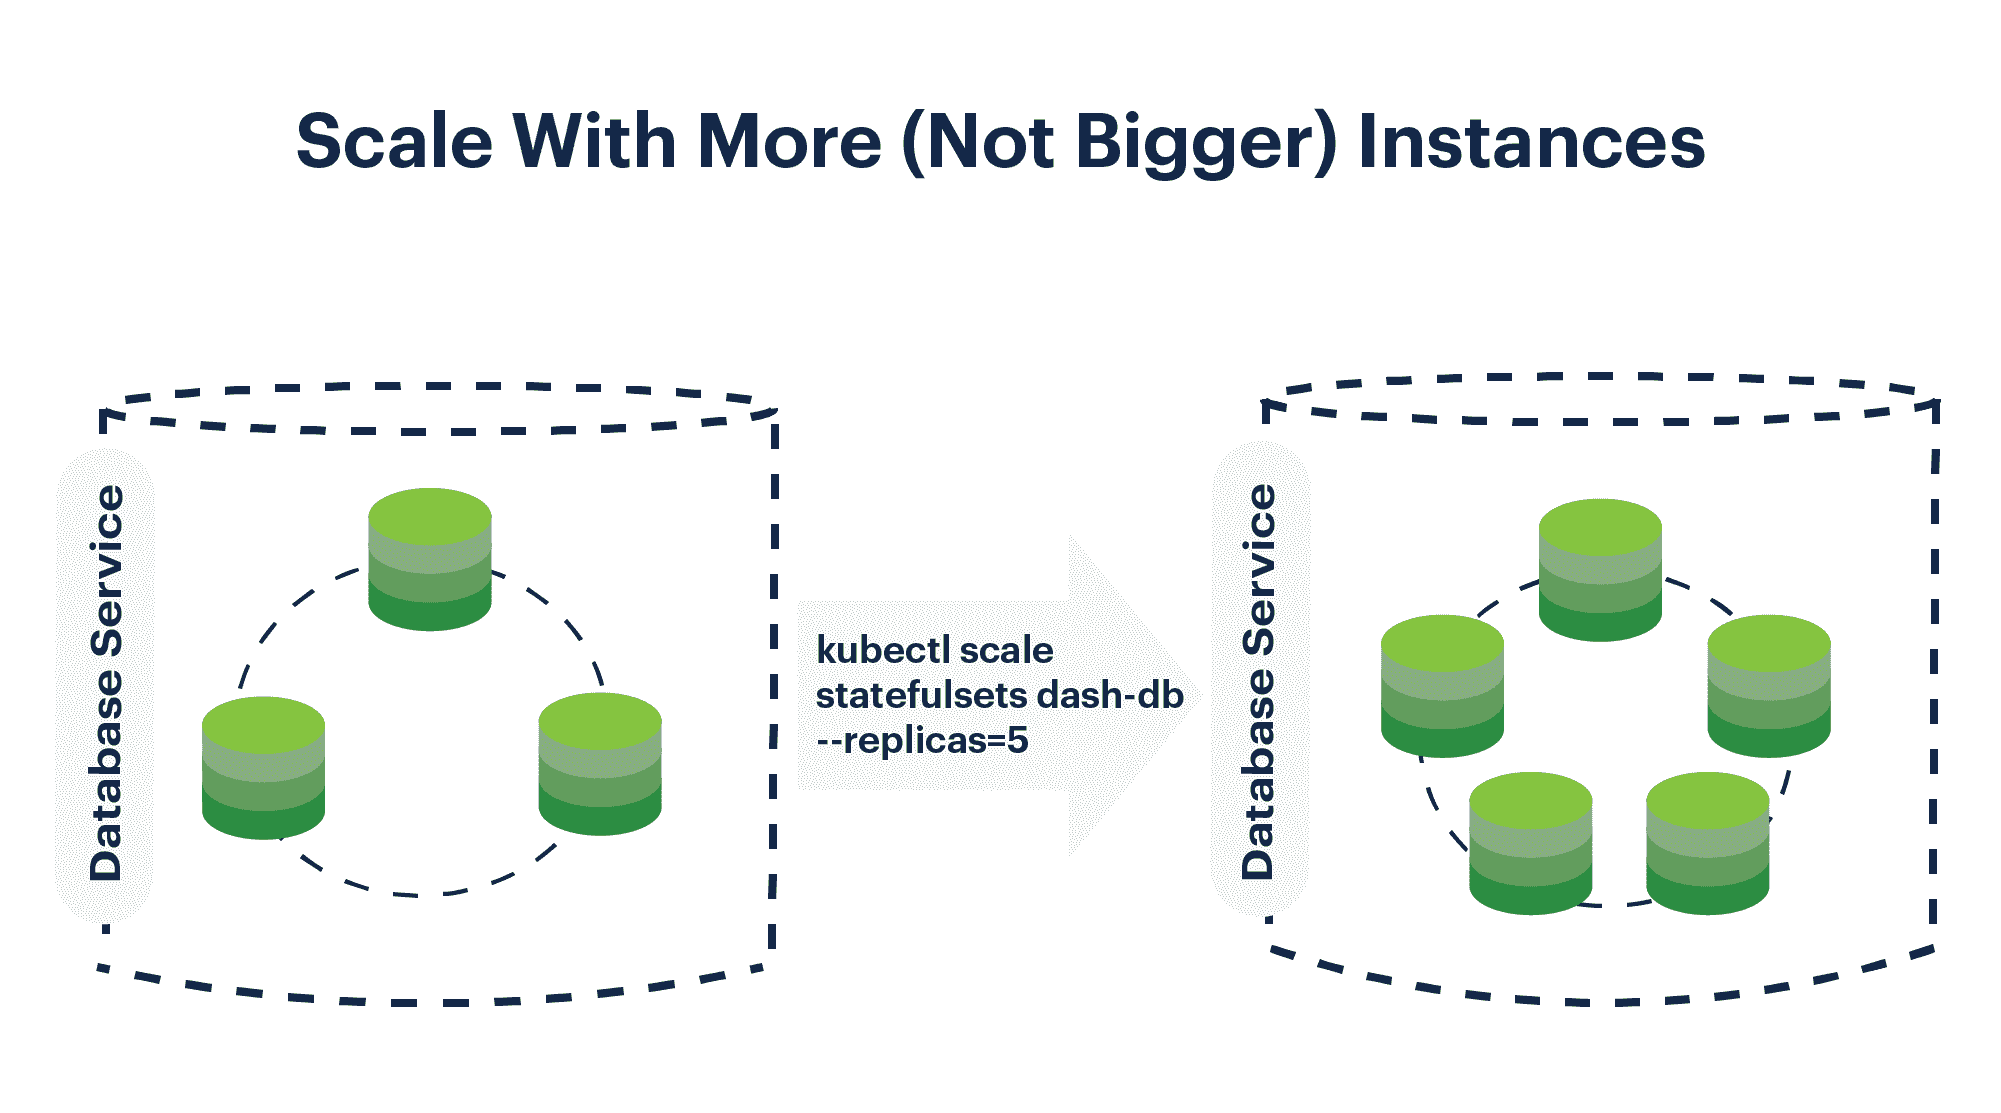 Scale With More (Not Bigger) Instances
Database Service
kubectl scale
statefulsets dash-db
--replicas=5
Database Service